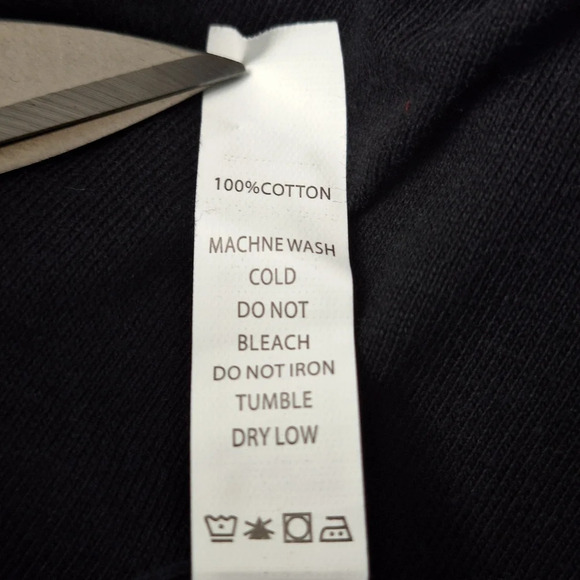 100%COTTON
MACHNE WASH
COLD
DO NOT
BLEACH
DO NOT IRON
TUMBLE
DRY LOW